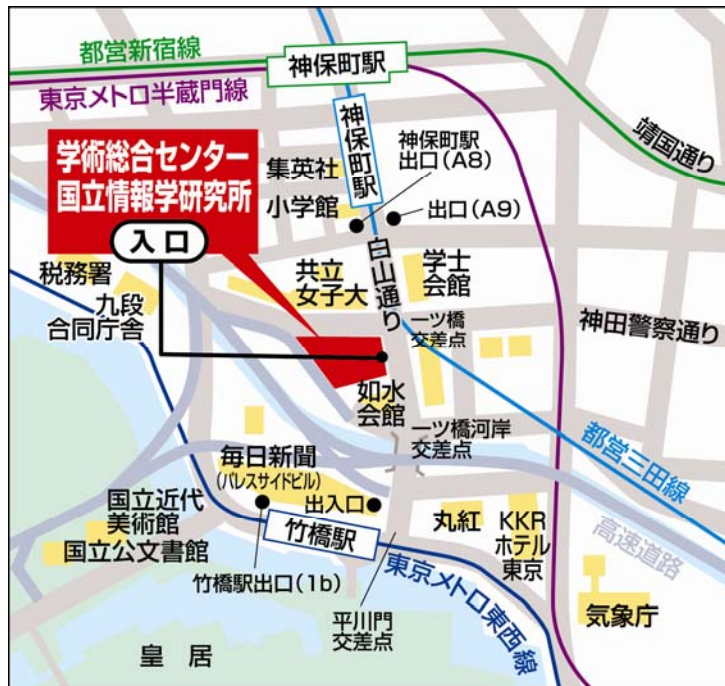 都営新宿線
神保町駅
東京メトロ半蔵門線
神保町駅
靖国通り
学術総合センター
国立情報学研究所
入口
集英社
小学館
神保町駅
出口(A8)
出口(A9)
白山通り
税務署
九段
合同庁舎
共立
女子大
学士
会館
一ツ橋
交差点
神田警察通り
如水
会館
一ツ橋河岸
交差点
都営三田線
高速道路
毎日新聞
(パレスサイドビル)
出入口
竹橋駅
竹橋駅出口(1b)
国立近代
美術館
国立公文書館
丸紅
KKR
ホテル
東京
東京メトロ東西線
平川門
交差点
気象庁
皇居